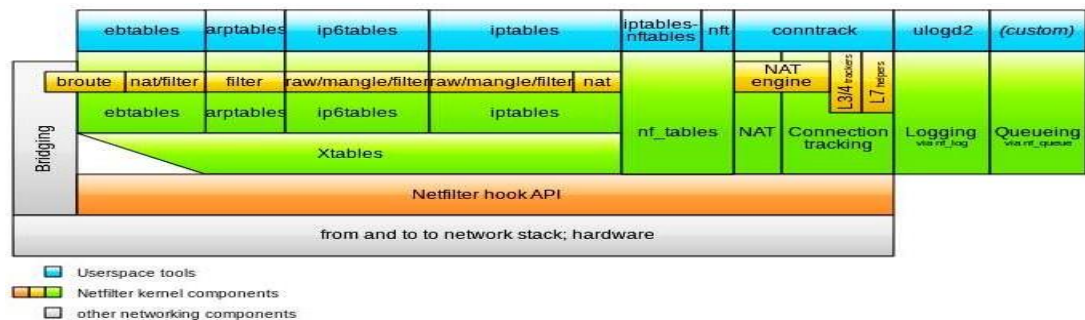 ebtables
arptables
ip6tables
iptables
iptables-
nftables
nft
conntrack
ulogd2
(custom)
broute
nat/filter
filter
raw/mangle/filter
raw/mangle/filter
nat
NAT
engine
L3/4 trackers
L7 helpers
Bridging
ebtables
arptables
ip6tables
iptables
nf_tables
NAT
Connection
tracking
Logging
via nf_log
Queueing
via nf_queue
Xtables
Netfilter hook API
from and to to network stack; hardware
Userspace tools
Netfilter kernel components
other networking components